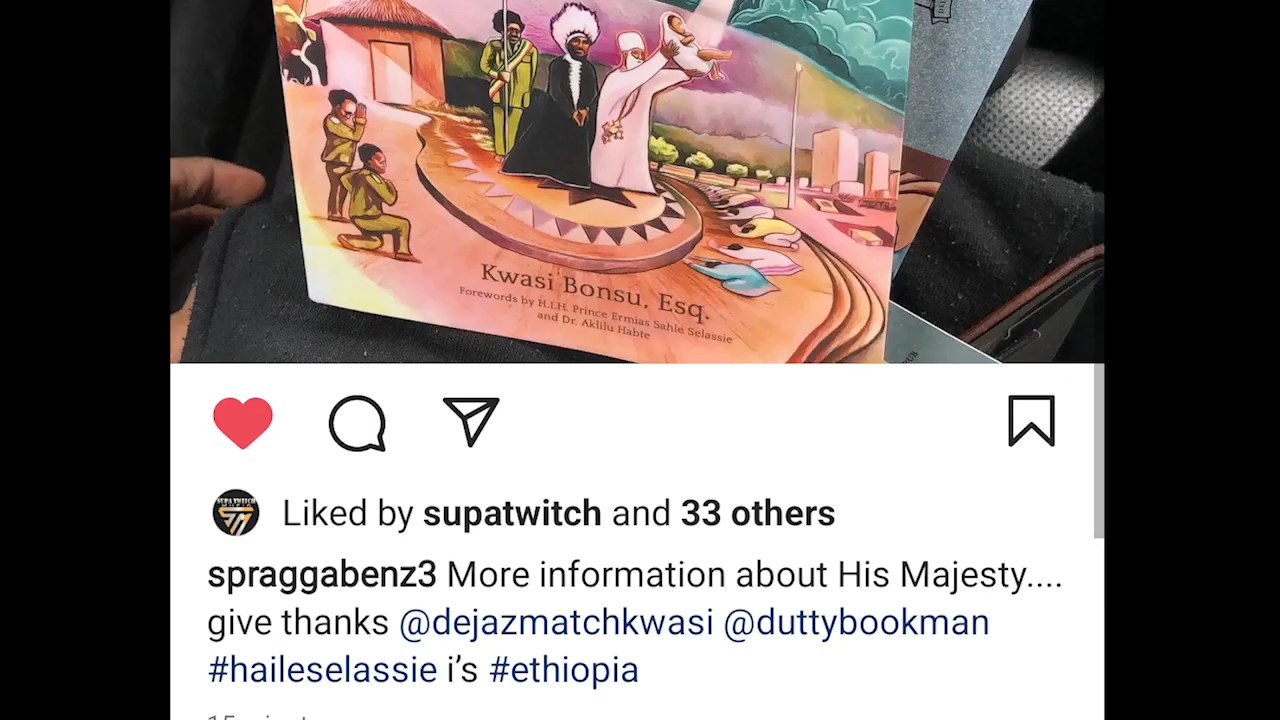 Kwasi Bonsu, Esq.
Forewords by H.I.H. Prince Ermias Sahle Selassie
and Dr. Aklilu Habte
Liked by supatwitch and 33 others
spraggabenz3 More information about His Majesty....
give thanks @dejazmatchkwasi @duttybookman
#haileselassie i's #ethiopia